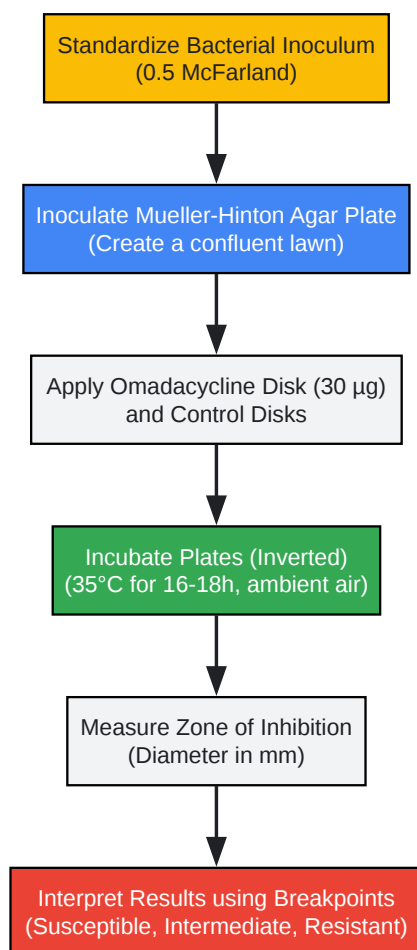 Standardize Bacterial Inoculum
(0.5 McFarland)
Inoculate Mueller-Hinton Agar Plate
(Create a confluent lawn)
Apply Omadacycline Disk (30 µg)
and Control Disks
Incubate Plates (Inverted)
(35°C for 16-18h, ambient air)
Measure Zone of Inhibition
(Diameter in mm)
Interpret Results using Breakpoints
(Susceptible, Intermediate, Resistant)